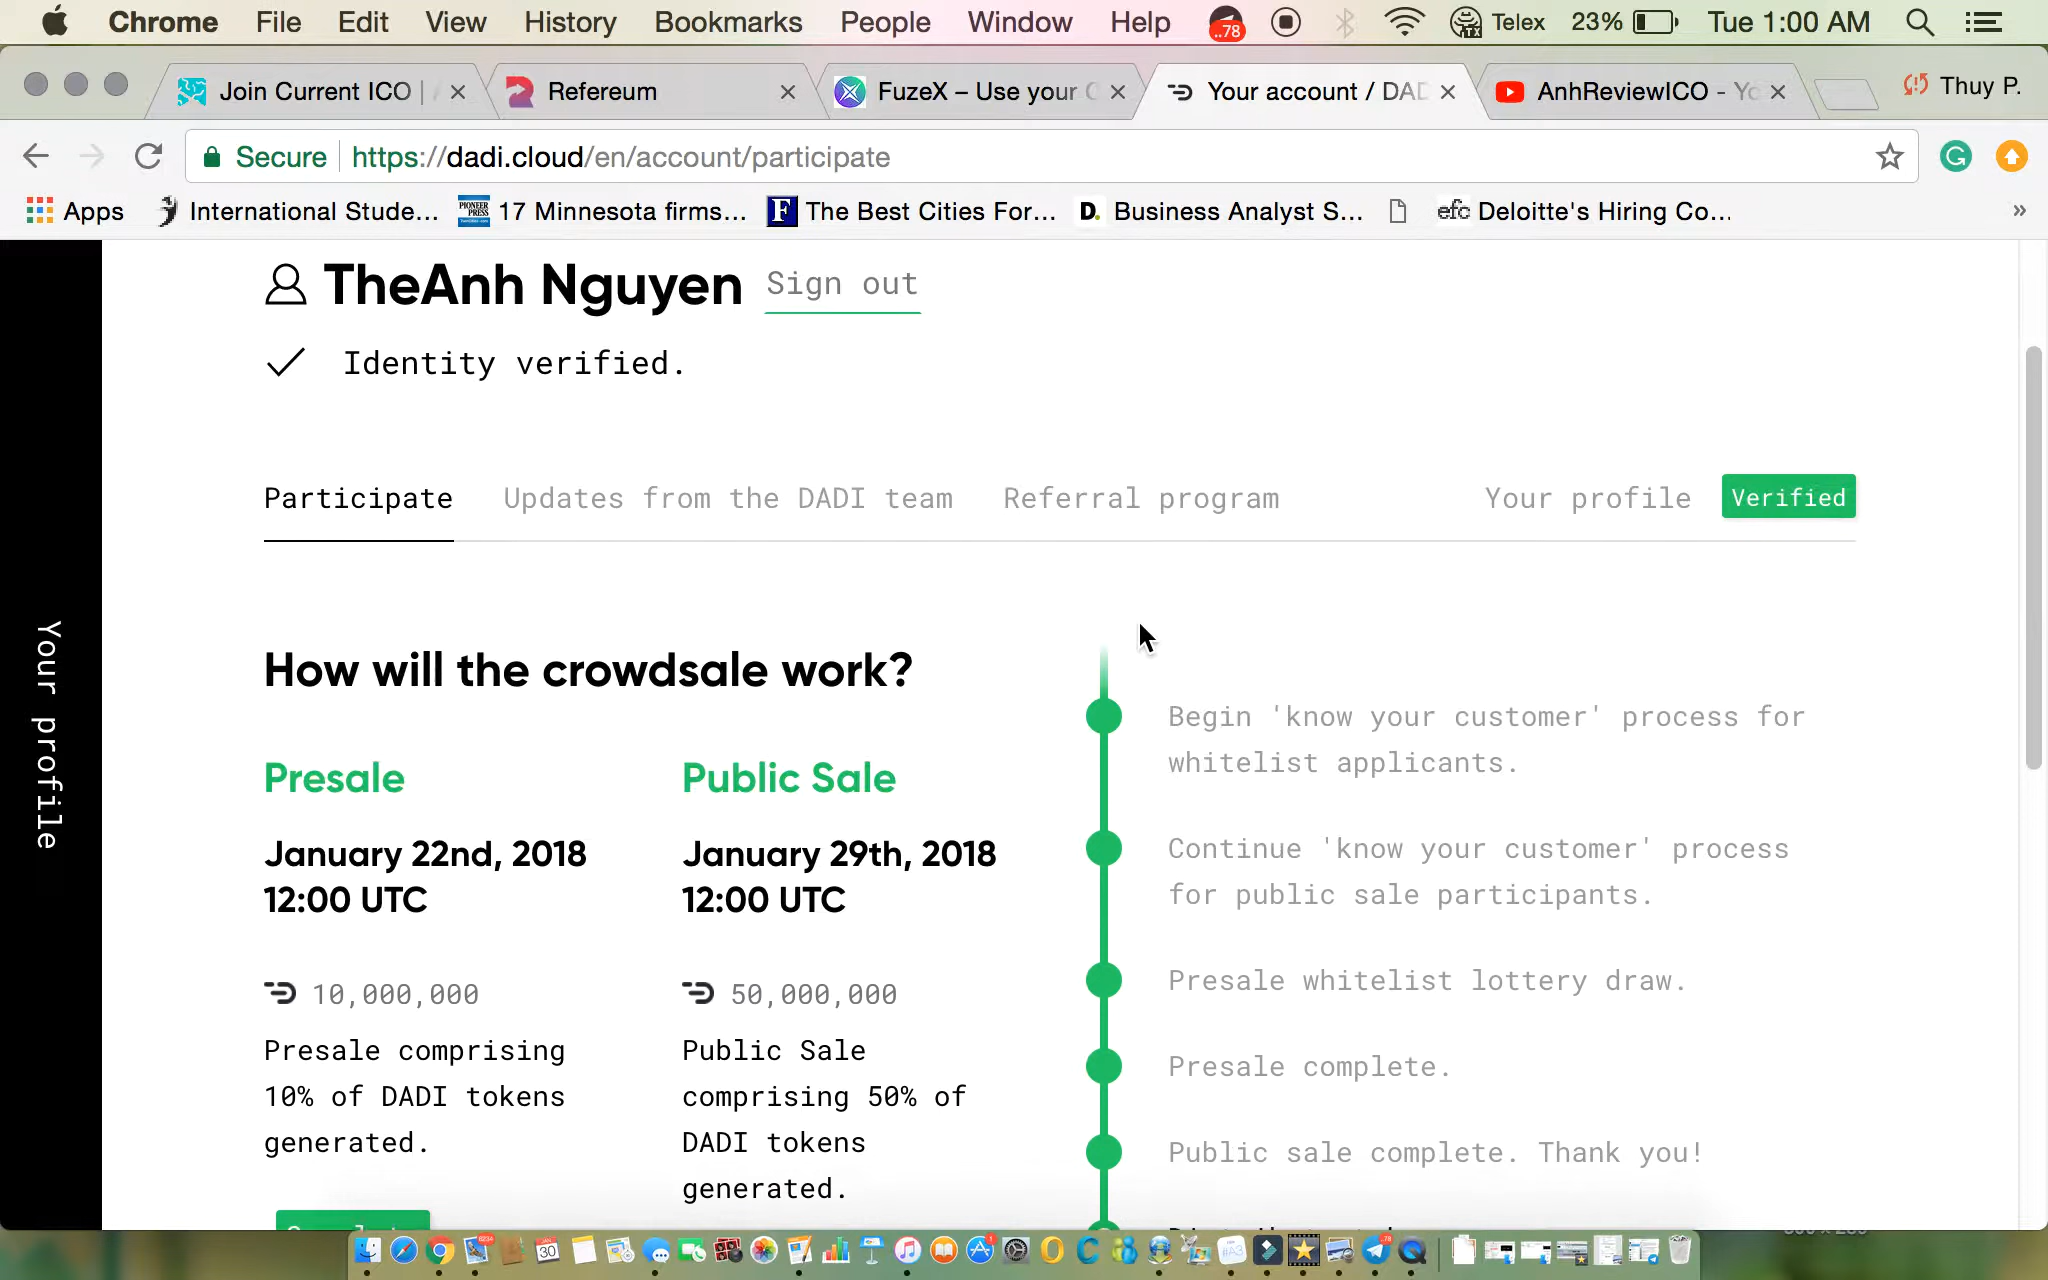 Chrome File Edit View History Bookmarks People Window Help ..78 Telex 23% Tue 1:00 AM
Join Current ICO | Refereum FuzeX – Use your Your account / DAD AnhReviewICO - Thuy P.
Secure https://dadi.cloud/en/account/participate
Apps International Stude... PIONEER PRESS 17 Minnesota firms... F The Best Cities For... D. Business Analyst S... efc Deloitte's Hiring Co... »
TheAnh Nguyen Sign out
Identity verified.
Participate Updates from the DADI team Referral program Your profile Verified
Your profile
How will the crowdsale work?
Presale
January 22nd, 2018
12:00 UTC
10,000,000
Presale comprising
10% of DADI tokens
generated.
Public Sale
January 29th, 2018
12:00 UTC
50,000,000
Public Sale
comprising 50% of
DADI tokens
generated.
Begin 'know your customer' process for
whitelist applicants.
Continue 'know your customer' process
for public sale participants.
Presale whitelist lottery draw.
Presale complete.
Public sale complete. Thank you!